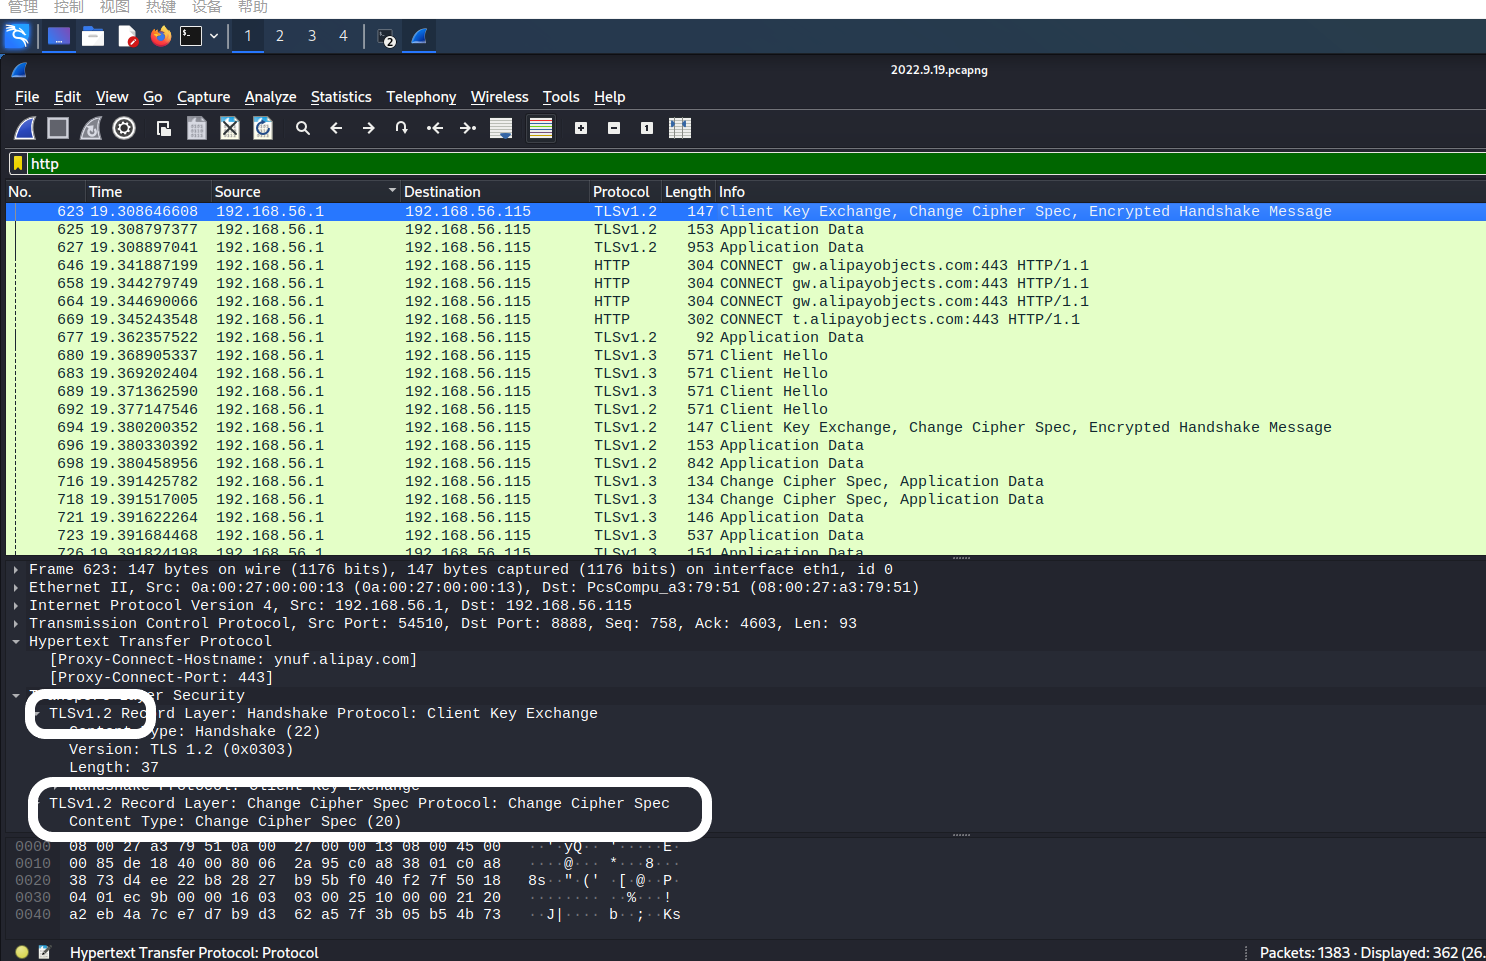 管理 控制 视图 热键 设备 帮助
1 2 3 4 2
2022.9.19.pcapng
File Edit View Go Capture Analyze Statistics Telephony Wireless Tools Help
http
No. Time Source Destination Protocol Length Info
623 19.308646608 192.168.56.1 192.168.56.115 TLSv1.2 147 Client Key Exchange, Change Cipher Spec, Encrypted Handshake Message
625 19.308797377 192.168.56.1 192.168.56.115 TLSv1.2 153 Application Data
627 19.308897041 192.168.56.1 192.168.56.115 TLSv1.2 953 Application Data
646 19.341887199 192.168.56.1 192.168.56.115 HTTP 304 CONNECT gw.alipayobjects.com:443 HTTP/1.1
658 19.344279749 192.168.56.1 192.168.56.115 HTTP 304 CONNECT gw.alipayobjects.com:443 HTTP/1.1
664 19.344690066 192.168.56.1 192.168.56.115 HTTP 304 CONNECT gw.alipayobjects.com:443 HTTP/1.1
669 19.345243548 192.168.56.1 192.168.56.115 HTTP 302 CONNECT t.alipayobjects.com:443 HTTP/1.1
677 19.362357522 192.168.56.1 192.168.56.115 TLSv1.2 92 Application Data
680 19.368905337 192.168.56.1 192.168.56.115 TLSv1.3 571 Client Hello
683 19.369202404 192.168.56.1 192.168.56.115 TLSv1.3 571 Client Hello
689 19.371362590 192.168.56.1 192.168.56.115 TLSv1.3 571 Client Hello
692 19.377147546 192.168.56.1 192.168.56.115 TLSv1.2 571 Client Hello
694 19.380200352 192.168.56.1 192.168.56.115 TLSv1.2 147 Client Key Exchange, Change Cipher Spec, Encrypted Handshake Message
696 19.380330392 192.168.56.1 192.168.56.115 TLSv1.2 153 Application Data
698 19.380458956 192.168.56.1 192.168.56.115 TLSv1.2 842 Application Data
716 19.391425782 192.168.56.1 192.168.56.115 TLSv1.3 134 Change Cipher Spec, Application Data
718 19.391517005 192.168.56.1 192.168.56.115 TLSv1.3 134 Change Cipher Spec, Application Data
721 19.391622264 192.168.56.1 192.168.56.115 TLSv1.3 146 Application Data
723 19.391684468 192.168.56.1 192.168.56.115 TLSv1.3 537 Application Data
726 19.391824198 192.168.56.1 192.168.56.115 TLSv1.3 151 Application Data
Frame 623: 147 bytes on wire (1176 bits), 147 bytes captured (1176 bits) on interface eth1, id 0
Ethernet II, Src: 0a:00:27:00:00:13 (0a:00:27:00:00:13), Dst: PcsCompu_a3:79:51 (08:00:27:a3:79:51)
Internet Protocol Version 4, Src: 192.168.56.1, Dst: 192.168.56.115
Transmission Control Protocol, Src Port: 54510, Dst Port: 8888, Seq: 758, Ack: 4603, Len: 93
Hypertext Transfer Protocol
[Proxy-Connect-Hostname: ynuf.alipay.com]
[Proxy-Connect-Port: 443]
Transport Layer Security
TLSv1.2 Record Layer: Handshake Protocol: Client Key Exchange
Content Type: Handshake (22)
Version: TLS 1.2 (0x0303)
Length: 37
Handshake Protocol: Client Key Exchange
TLSv1.2 Record Layer: Change Cipher Spec Protocol: Change Cipher Spec
Content Type: Change Cipher Spec (20)
0000 08 00 27 a3 79 51 0a 00 27 00 00 13 08 00 45 00 ··'·yQ·· '·····E·
0010 00 85 de 18 40 00 80 06 2a 95 c0 a8 38 01 c0 a8 ····@··· *···8···
0020 38 73 d4 ee 22 b8 28 27 b9 5b f0 40 f2 7f 50 18 8s··"·(' ·[·@··P·
0030 04 01 ec 9b 00 00 16 03 03 00 25 10 00 00 21 20 ········ ··%···!
0040 a2 eb 4a 7c e7 d7 b9 d3 62 a5 7f 3b 05 b5 4b 73 ··J|···· b··;··Ks
Hypertext Transfer Protocol: Protocol Packets: 1383 · Displayed: 362 (26.